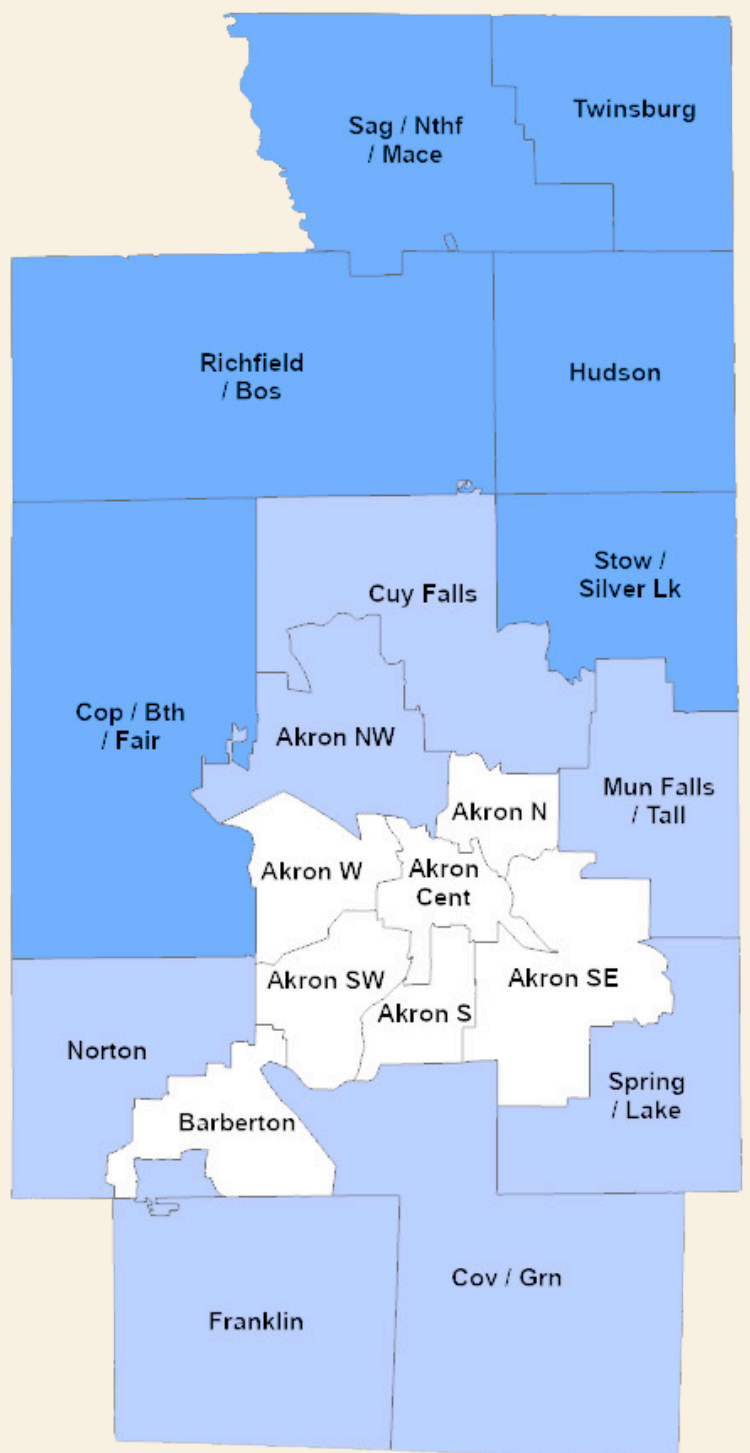 Twinsburg
Sag / Nthf
/ Mace
Richfield
/ Bos
Hudson
Stow /
Silver Lk
Cuy Falls
Cop / Bth
/ Fair
Akron NW
Mun Falls
/ Tall
Akron N
Akron W
Akron
Cent
Akron SW
Akron SE
Akron S
Norton
Spring
/ Lake
Barberton
Cov / Grn
Franklin